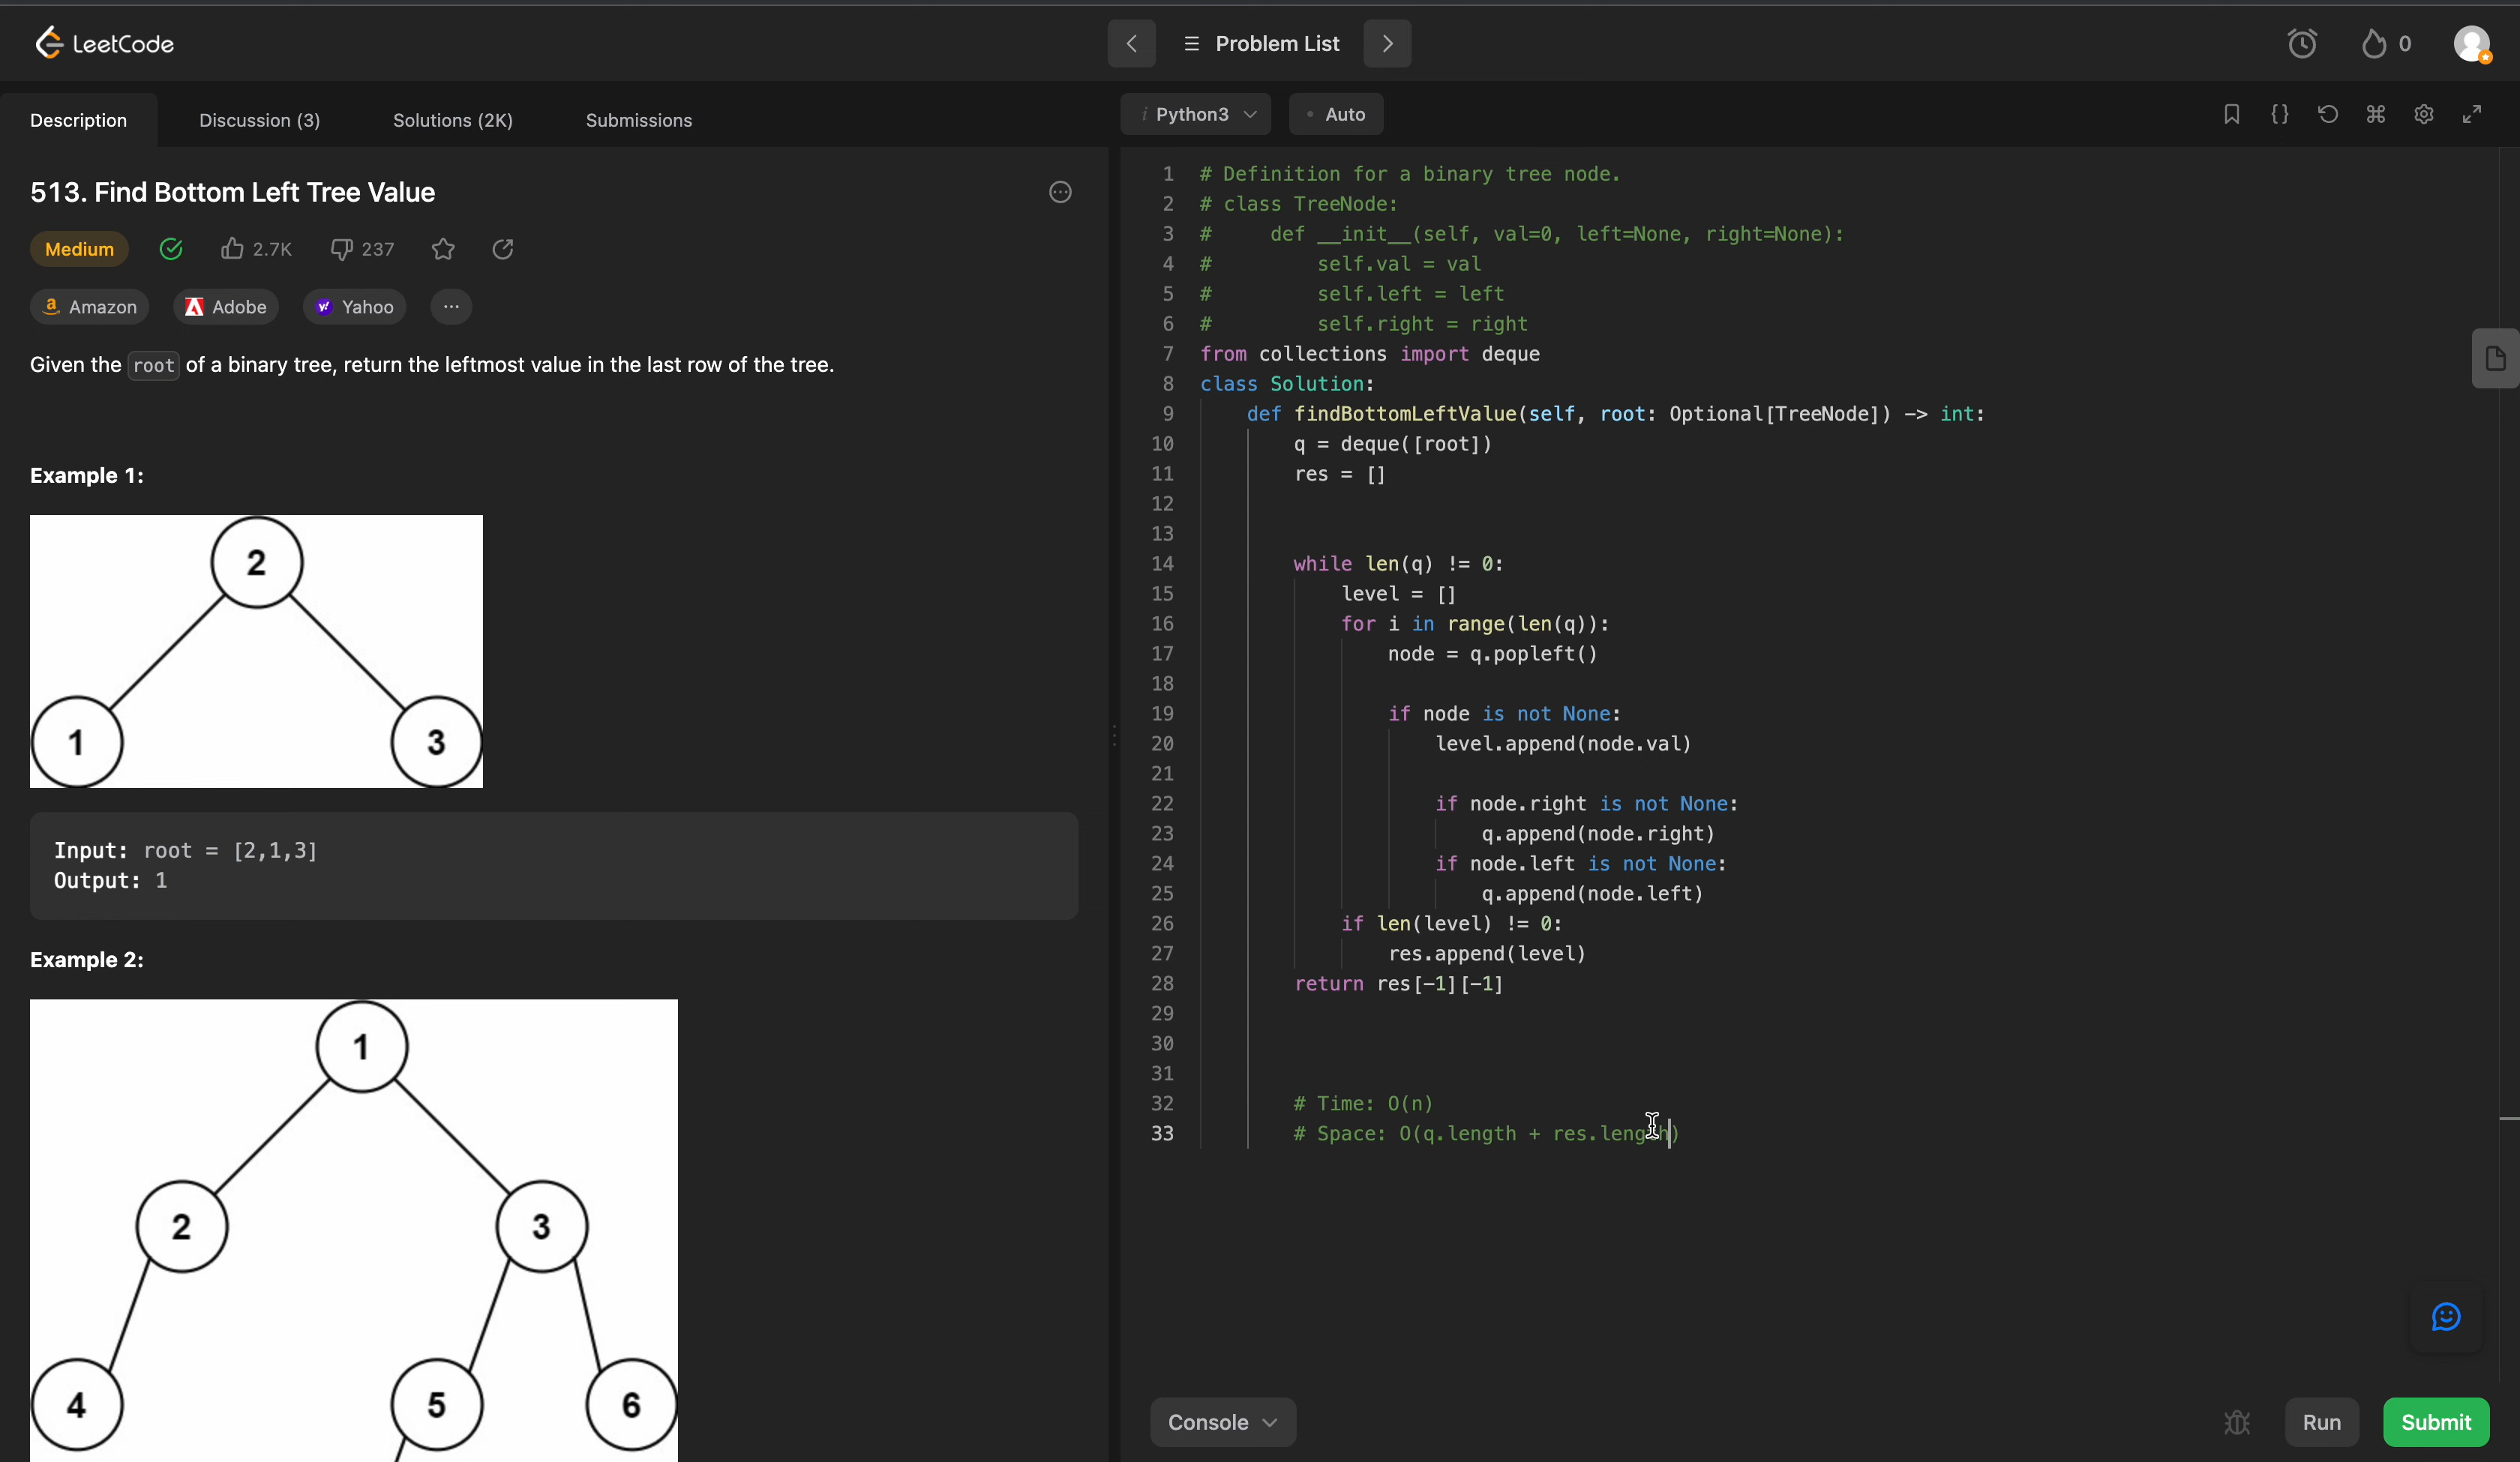 LeetCode
Problem List
0
Description
Discussion (3)
Solutions (2K)
Submissions
513. Find Bottom Left Tree Value
Medium
2.7K
237
Amazon
Adobe
Yahoo
Given the root of a binary tree, return the leftmost value in the last row of the tree.
Example 1:
2
1
3
Input: root = [2,1,3]
Output: 1
Example 2:
1
2
3
4
5
6
i Python3
• Auto
1 # Definition for a binary tree node.
2 # class TreeNode:
3 #     def __init__(self, val=0, left=None, right=None):
4 #         self.val = val
5 #         self.left = left
6 #         self.right = right
7 from collections import deque
8 class Solution:
9     def findBottomLeftValue(self, root: Optional[TreeNode]) -> int:
10         q = deque([root])
11         res = []
12
13
14         while len(q) != 0:
15             level = []
16             for i in range(len(q)):
17                 node = q.popleft()
18
19                 if node is not None:
20                     level.append(node.val)
21
22                     if node.right is not None:
23                         q.append(node.right)
24                     if node.left is not None:
25                         q.append(node.left)
26             if len(level) != 0:
27                 res.append(level)
28         return res[-1][-1]
29
30
31
32         # Time: O(n)
33         # Space: O(q.length + res.length)
Console
Run
Submit